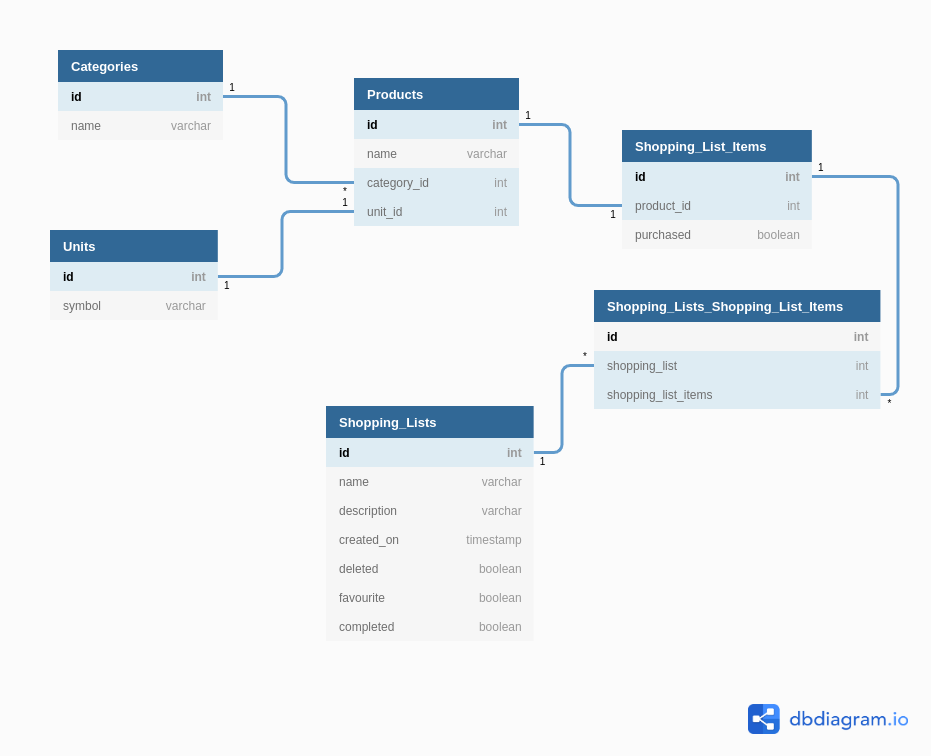 Categories
id int
name varchar
1
Products
id int
name varchar
category_id int
unit_id int
*
1
1
1
Shopping_List_Items
id int
product_id int
purchased boolean
1
Units
id int
symbol varchar
1
Shopping_Lists_Shopping_List_Items
id int
shopping_list int
shopping_list_items int
*
*
Shopping_Lists
id int
name varchar
description varchar
created_on timestamp
deleted boolean
favourite boolean
completed boolean
1
dbdiagram.io